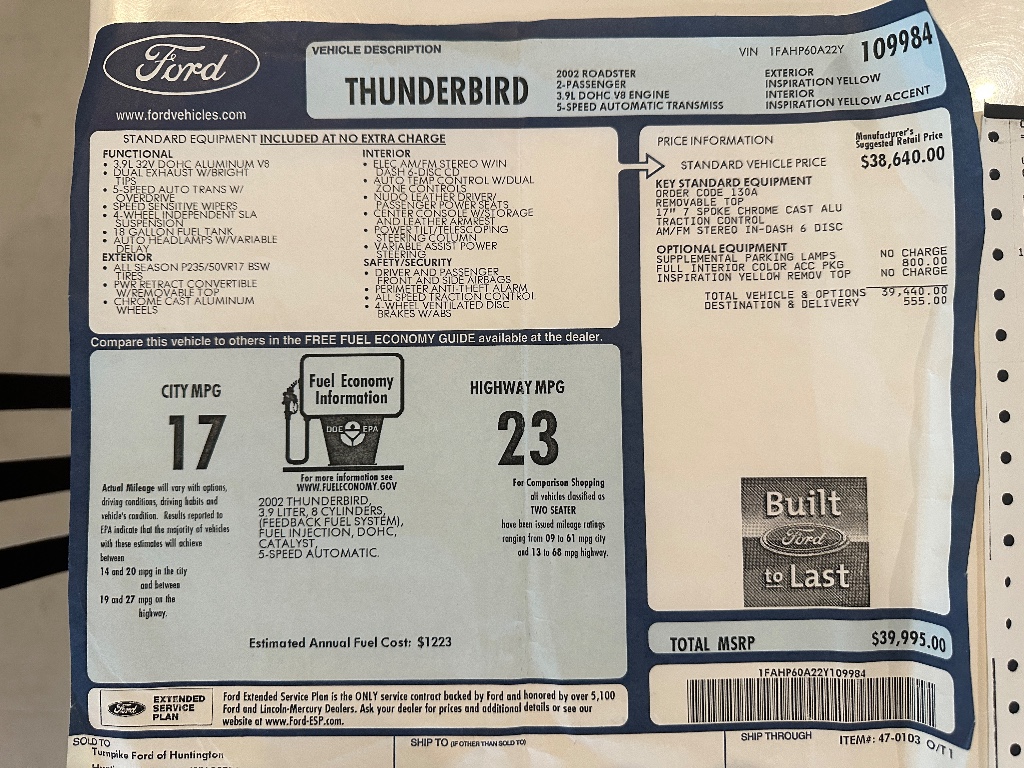 Ford
www.fordvehicles.com
VEHICLE DESCRIPTION
THUNDERBIRD
2002 ROADSTER
2-PASSENGER
3.9L DOHC V8 ENGINE
5-SPEED AUTOMATIC TRANSMISS
VIN 1FAHP60A22Y 109984
EXTERIOR
INSPIRATION YELLOW
INTERIOR
INSPIRATION YELLOW ACCENT
STANDARD EQUIPMENT INCLUDED AT NO EXTRA CHARGE
FUNCTIONAL
• 3.9L 32V DOHC ALUMINUM V8
• DUAL EXHAUST W/BRIGHT
TIPS
• 5-SPEED AUTO TRANS W/
OVERDRIVE
• SPEED SENSITIVE WIPERS
• 4-WHEEL INDEPENDENT SLA
SUSPENSION
• 18 GALLON FUEL TANK
• AUTO HEADLAMPS W/VARIABLE
DELAY
EXTERIOR
• ALL SEASON P235/50VR17 BSW
TIRES
• PWR RETRACT CONVERTIBLE
W/REMOVABLE TOP
• CHROME CAST ALUMINUM
WHEELS
INTERIOR
• ELEC AM/FM STEREO W/IN
DASH 6-DISC CD
• AUTO TEMP CONTROL W/DUAL
ZONE CONTROLS
• NUDO LEATHER DRIVER/
PASSENGER POWER SEATS
• CENTER CONSOLE W/STORAGE
AND LEATHER ARMREST
• POWER TILT/TELESCOPING
STEERING COLUMN
• VARIABLE ASSIST POWER
STEERING
SAFETY/SECURITY
• DRIVER AND PASSENGER
FRONT AND SIDE AIRBAGS
• PERIMETER ANTI-THEFT ALARM
• ALL SPEED TRACTION CONTROL
• 4-WHEEL VENTILATED DISC
BRAKES W/ABS
PRICE INFORMATION
Manufacturer's
Suggested Retail Price
STANDARD VEHICLE PRICE $38,640.00
KEY STANDARD EQUIPMENT
ORDER CODE 130A
REMOVABLE TOP
17" 7 SPOKE CHROME CAST ALU
TRACTION CONTROL
AM/FM STEREO IN-DASH 6 DISC
OPTIONAL EQUIPMENT
SUPPLEMENTAL PARKING LAMPS NO CHARGE
FULL INTERIOR COLOR ACC PKG 800.00
INSPIRATION YELLOW REMOV TOP NO CHARGE
TOTAL VEHICLE & OPTIONS 39,440.00
DESTINATION & DELIVERY 555.00
Compare this vehicle to others in the FREE FUEL ECONOMY GUIDE available at the dealer.
CITY MPG
17
Actual Mileage will vary with options,
driving conditions, driving habits and
vehicle's condition. Results reported to
EPA indicate that the majority of vehicles
with these estimates will achieve
between
14 and 20 mpg in the city
and between
19 and 27 mpg on the
highway.
Fuel Economy
Information
DOE EPA
For more information see
WWW.FUELECONOMY.GOV
2002 THUNDERBIRD,
3.9 LITER, 8 CYLINDERS,
(FEEDBACK FUEL SYSTEM),
FUEL INJECTION, DOHC,
CATALYST,
5-SPEED AUTOMATIC.
HIGHWAY MPG
23
For Comparison Shopping
all vehicles classified as
TWO SEATER
have been issued mileage ratings
ranging from 09 to 61 mpg city
and 13 to 68 mpg highway.
Estimated Annual Fuel Cost: $1223
Built
Ford
to Last
TOTAL MSRP $39,995.00
Ford
EXTENDED
SERVICE
PLAN
Ford Extended Service Plan is the ONLY service contract backed by Ford and honored by over 5,100
Ford and Lincoln-Mercury Dealers. Ask your dealer for prices and additional details or see our
website at www.Ford-ESP.com.
1FAHP60A22Y109984
SOLD TO
Turnpike Ford of Huntington
SHIP TO (IF OTHER THAN SOLD TO)
SHIP THROUGH
ITEM#: 47-0103 O/T 1